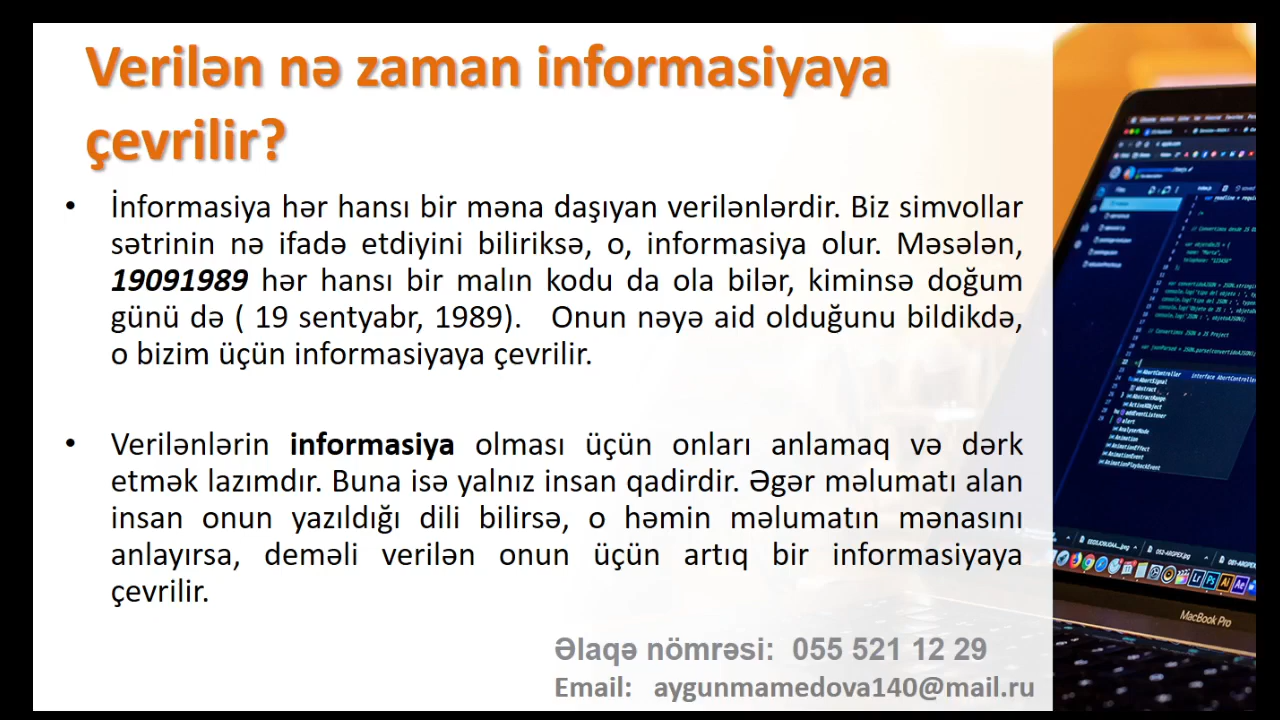 Verilən nə zaman informasiyaya
çevrilir?
• İnformasiya hər hansı bir məna daşıyan verilənlərdir. Biz simvollar
sətrinin nə ifadə etdiyini biliriksə, o, informasiya olur. Məsələn,
19091989 hər hansı bir malın kodu da ola bilər, kiminsə doğum
günü də ( 19 sentyabr, 1989). Onun nəyə aid olduğunu bildikdə,
o bizim üçün informasiyaya çevrilir.
• Verilənlərin informasiya olması üçün onları anlamaq və dərk
etmək lazımdır. Buna isə yalnız insan qadirdir. Əgər məlumatı alan
insan onun yazıldığı dili bilirsə, o həmin məlumatın mənasını
anlayırsa, deməli verilən onun üçün artıq bir informasiyaya
çevrilir.
Əlaqə nömrəsi: 055 521 12 29
Email: aygunmamedova140@mail.ru
MacBook Pro